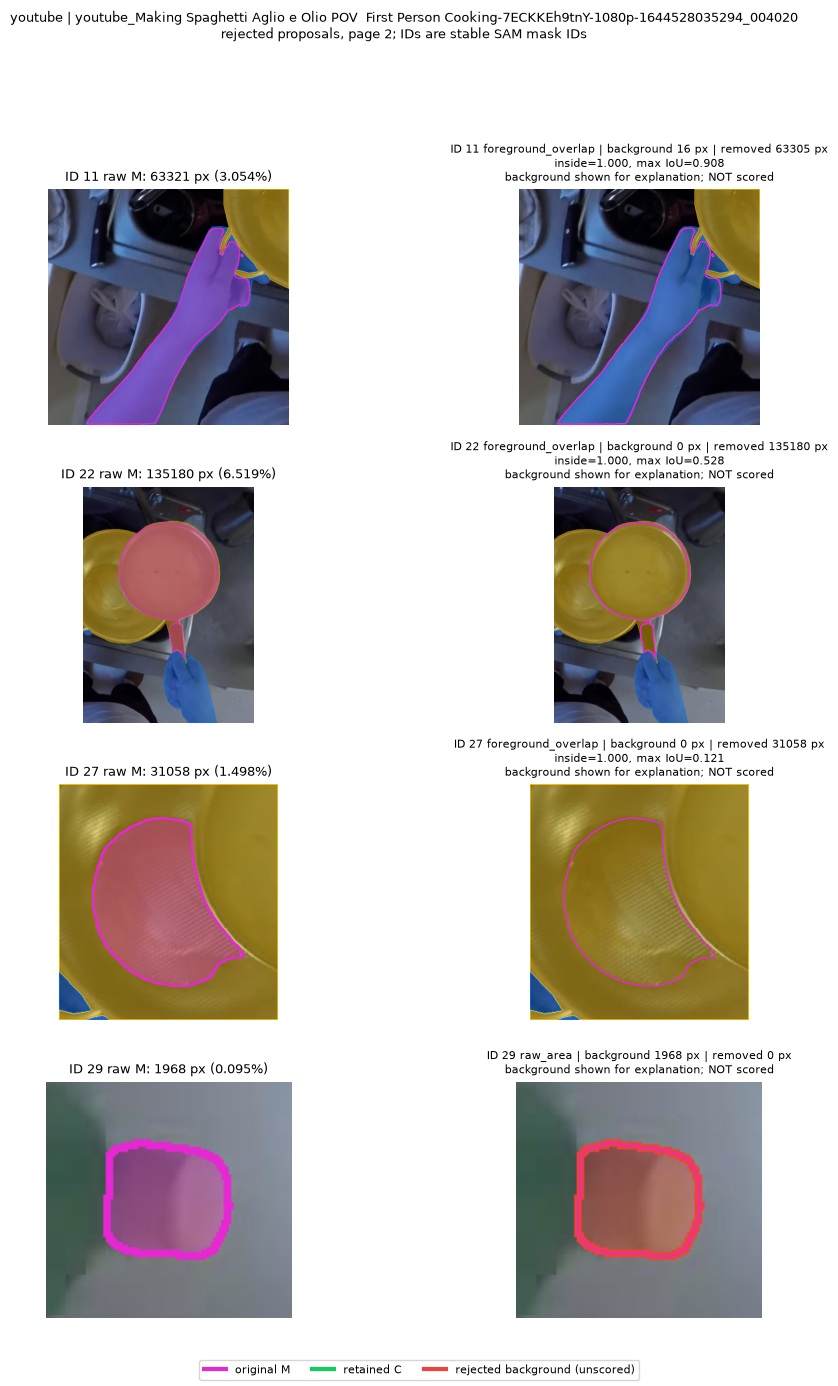 youtube | youtube_Making Spaghetti Aglio e Olio POV  First Person Cooking-7ECKKEh9tnY-1080p-1644528035294_004020
rejected proposals, page 2; IDs are stable SAM mask IDs
ID 11 raw M: 63321 px (3.054%)
ID 11 foreground_overlap | background 16 px | removed 63305 px
inside=1.000, max IoU=0.908
background shown for explanation; NOT scored
ID 22 raw M: 135180 px (6.519%)
ID 22 foreground_overlap | background 0 px | removed 135180 px
inside=1.000, max IoU=0.528
background shown for explanation; NOT scored
ID 27 raw M: 31058 px (1.498%)
ID 27 foreground_overlap | background 0 px | removed 31058 px
inside=1.000, max IoU=0.121
background shown for explanation; NOT scored
ID 29 raw M: 1968 px (0.095%)
ID 29 raw_area | background 1968 px | removed 0 px
background shown for explanation; NOT scored
original M
retained C
rejected background (unscored)